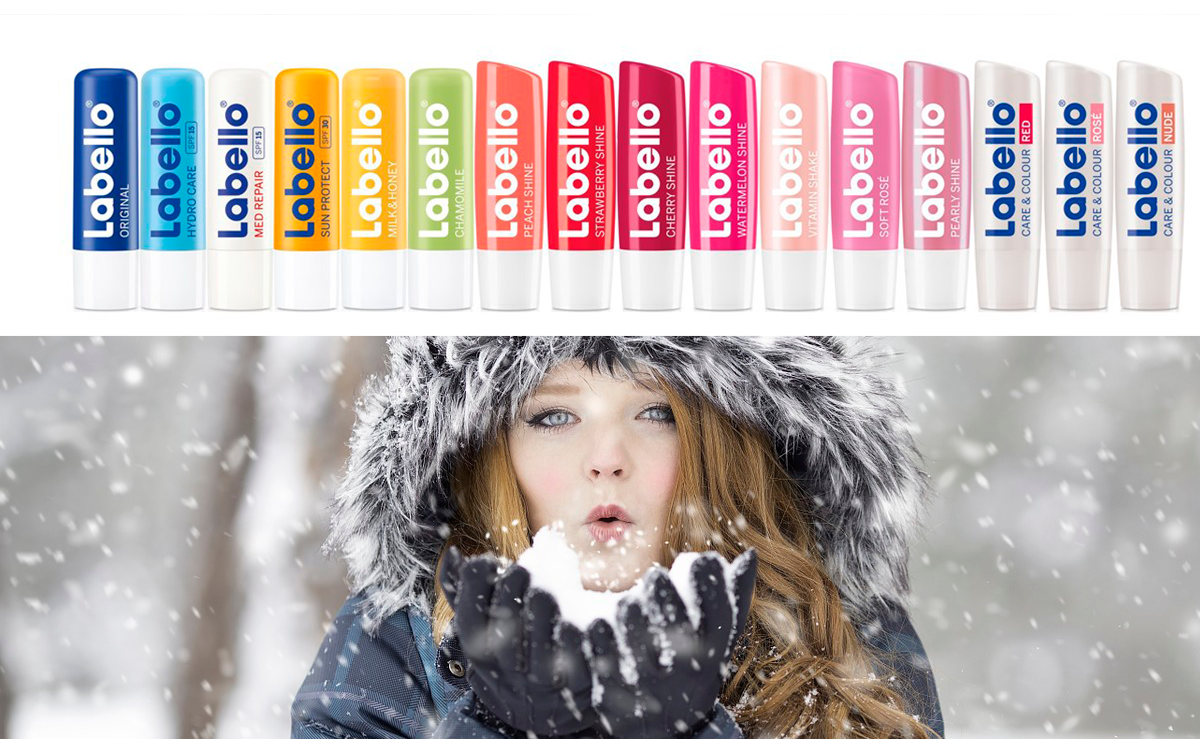 Labello®
ORIGINAL
Labello®
HYDRO CARE SPF 15
Labello®
MED REPAIR SPF 15
Labello®
SUN PROTECT SPF 30
Labello®
MILK & HONEY
Labello®
CHAMOMILE
Labello®
PEACH SHINE
Labello®
STRAWBERRY SHINE
Labello®
CHERRY SHINE
Labello®
WATERMELON SHINE
Labello®
VITAMIN SHAKE
Labello®
SOFT ROSÉ
Labello®
PEARLY SHINE
Labello®
CARE & COLOUR RED
Labello®
CARE & COLOUR ROSÉ
Labello®
CARE & COLOUR NUDE